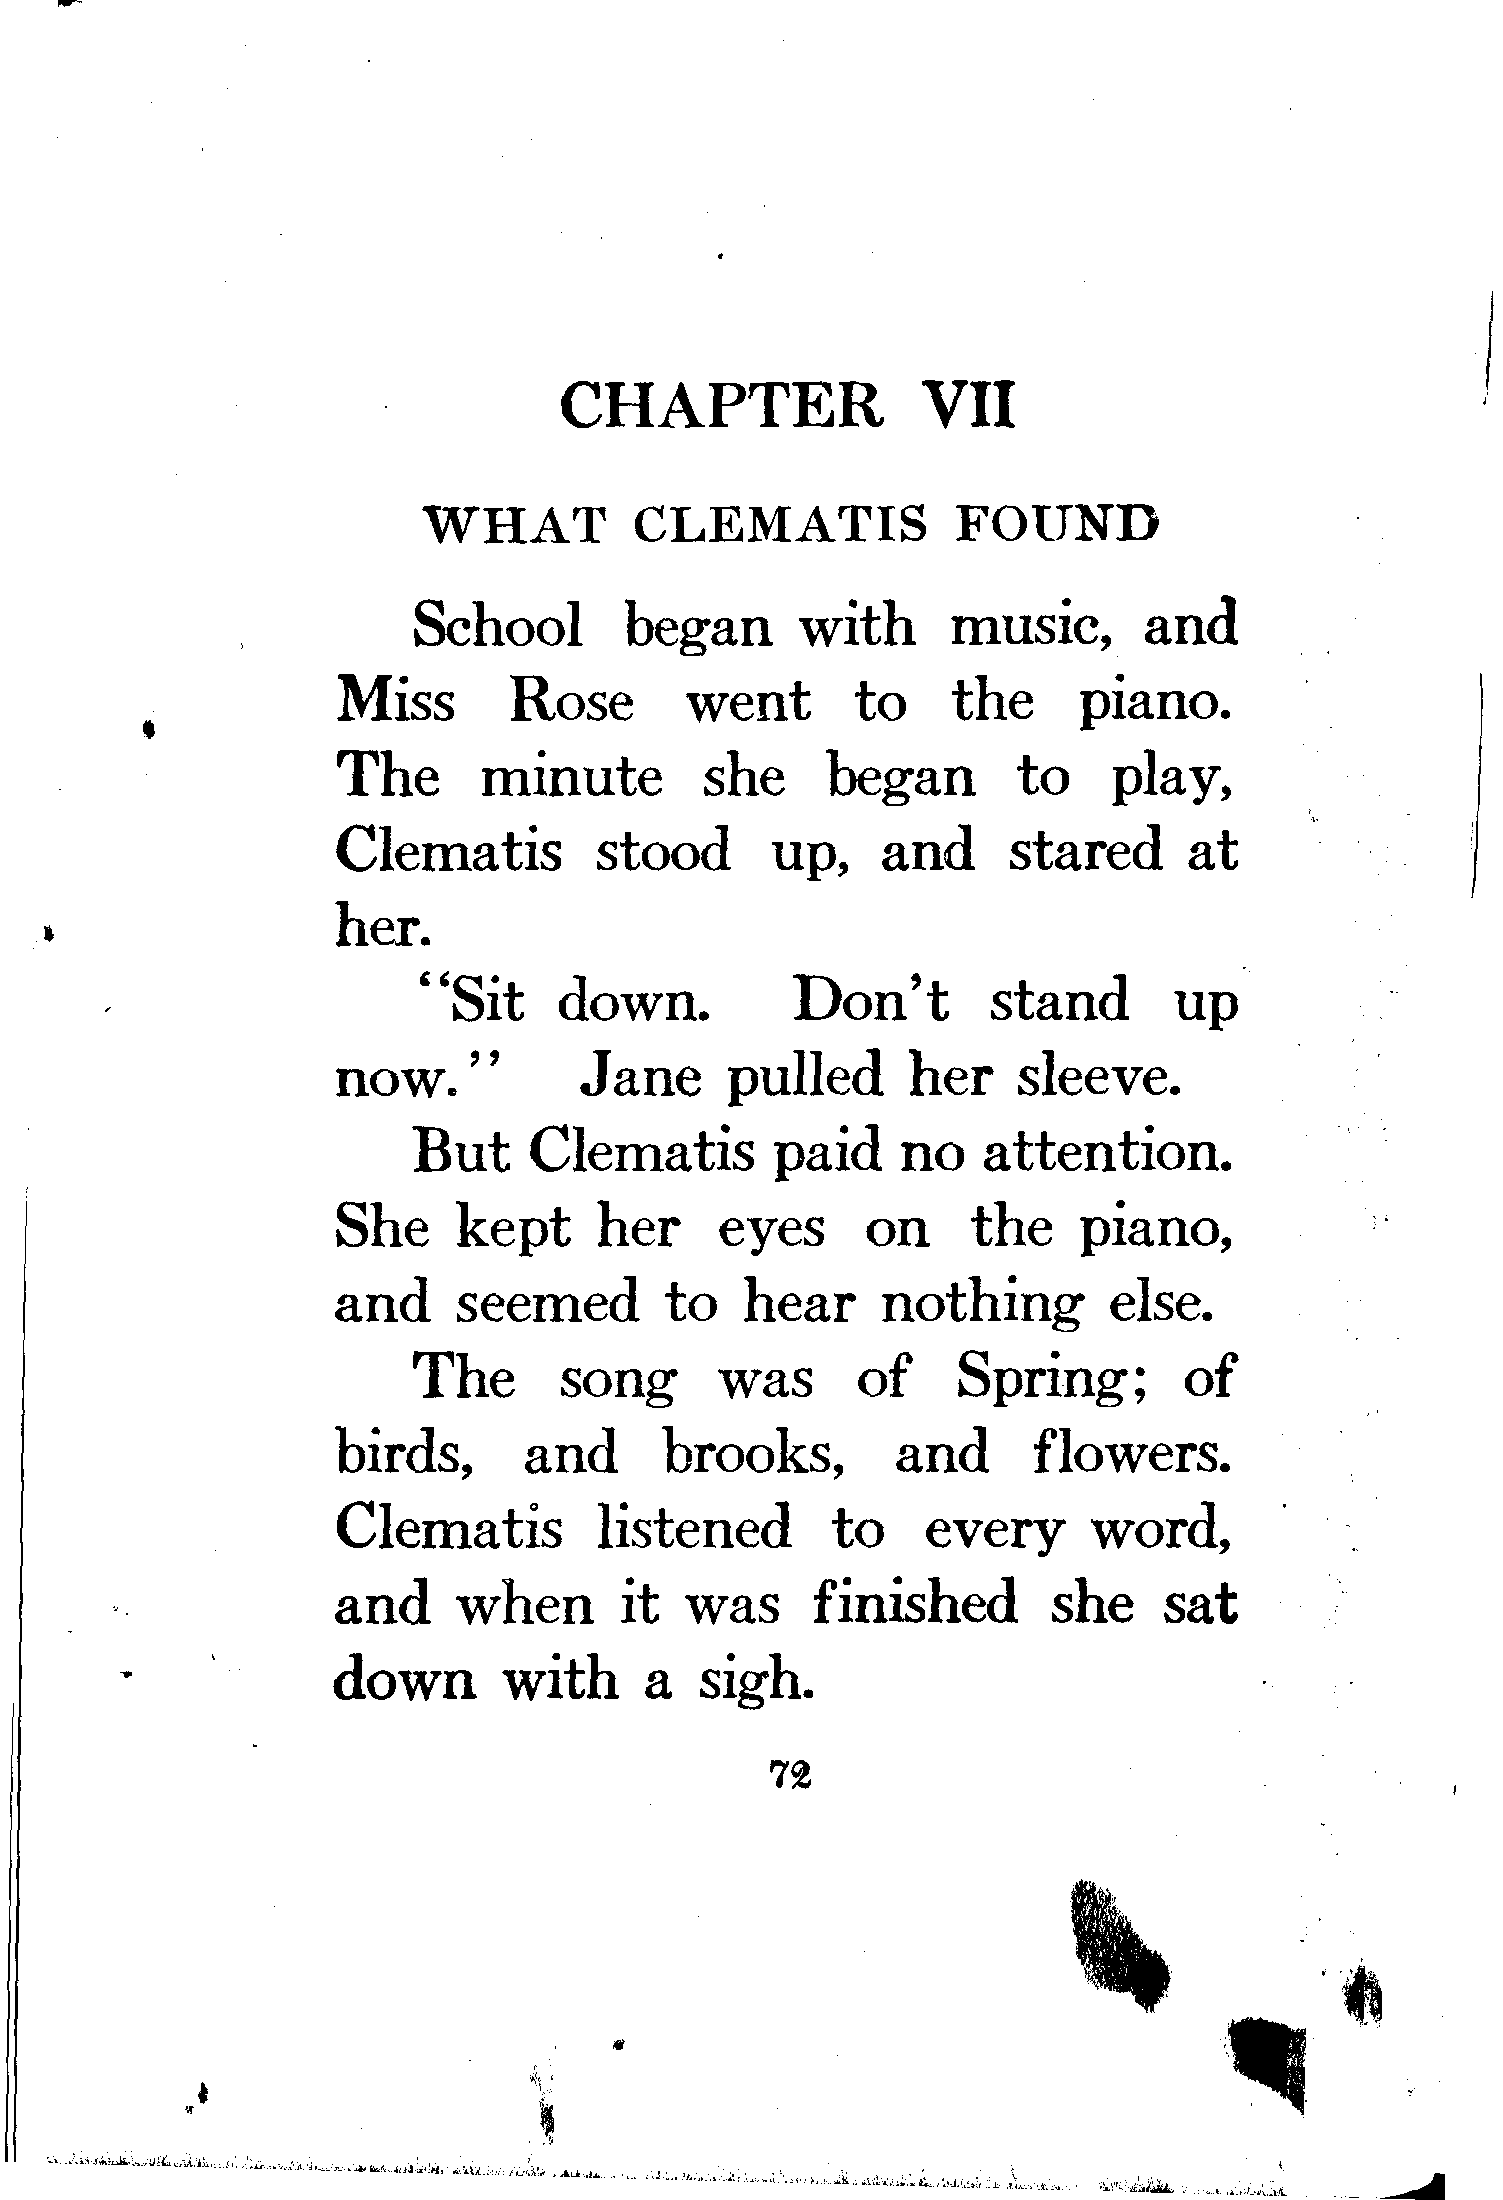 CHAPTER VII
WHAT CLEMATIS FOUND
School began with music, and
Miss Rose went to the piano.
The minute she began to play,
Clematis stood up, and stared at
her.
"Sit down. Don't stand up
now." Jane pulled her sleeve.
But Clematis paid no attention.
She kept her eyes on the piano,
and seemed to hear nothing else.
The song was of Spring; of
birds, and brooks, and flowers.
Clematis listened to every word,
and when it was finished she sat
down with a sigh.
72